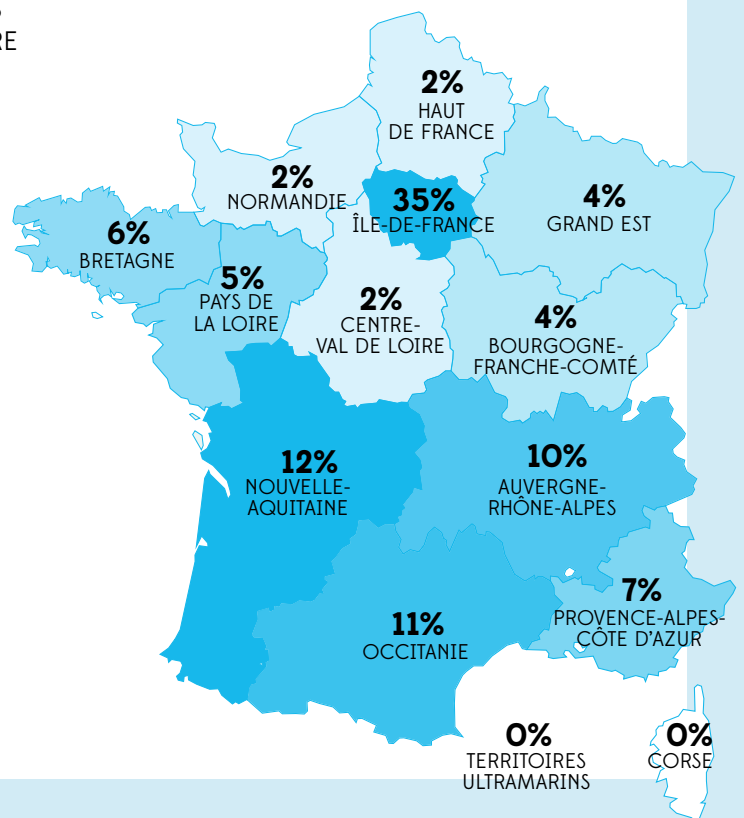 RE
2%
HAUT
DE FRANCE
2%
NORMANDIE
35%
ÎLE-DE-FRANCE
4%
GRAND EST
6%
BRETAGNE
5%
PAYS DE
LA LOIRE
2%
CENTRE-
VAL DE LOIRE
4%
BOURGOGNE-
FRANCHE-COMTÉ
12%
NOUVELLE-
AQUITAINE
10%
AUVERGNE-
RHÔNE-ALPES
11%
OCCITANIE
7%
PROVENCE-ALPES-
CÔTE D'AZUR
0%
TERRITOIRES
ULTRAMARINS
0%
CORSE